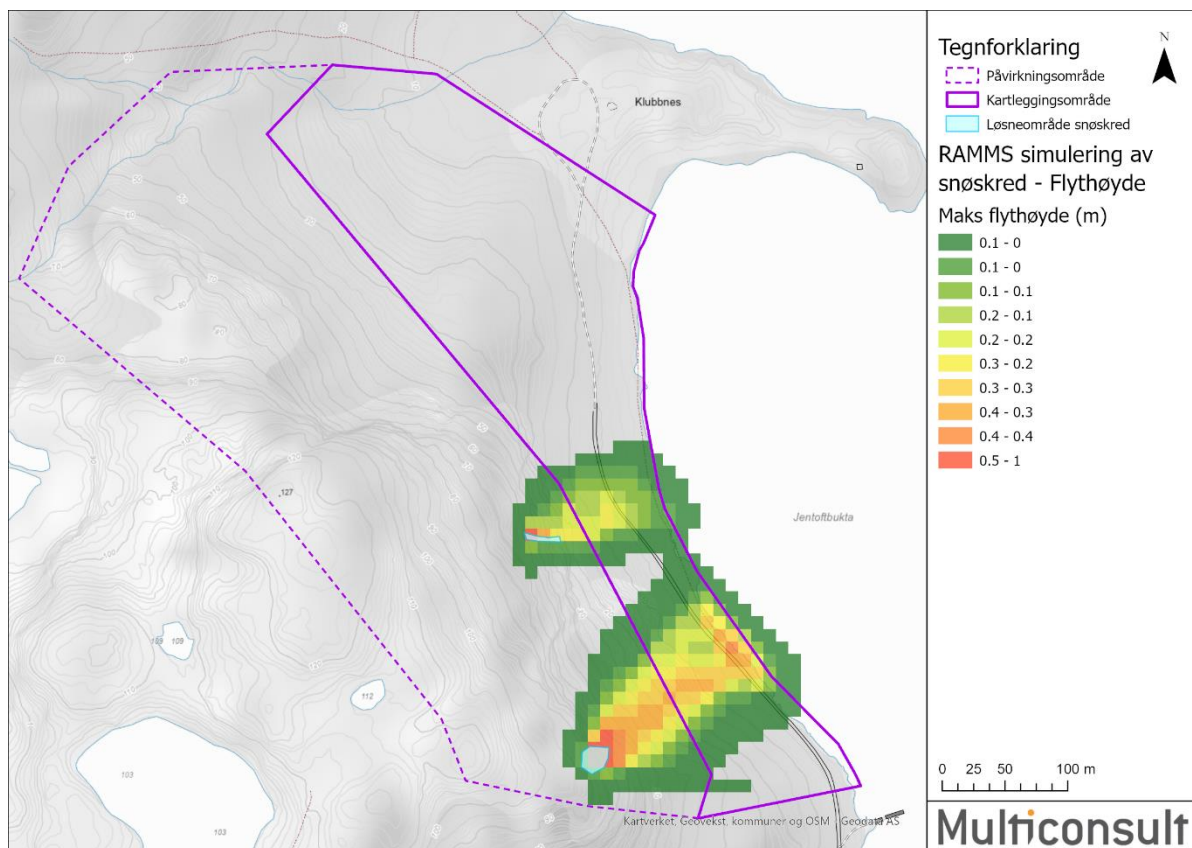 Klubbnes
Jentoftbukta
127
109
112
103
103
Kartverket, Geovekst, kommuner og OSM - Geodata AS
Tegnforklaring
N
Påvirkningsområde
Kartleggingsområde
Løsneområde snøskred
RAMMS simulering av
snøskred - Flythøyde
Maks flythøyde (m)
0.1 - 0
0.1 - 0
0.1 - 0.1
0.2 - 0.1
0.2 - 0.2
0.3 - 0.2
0.3 - 0.3
0.4 - 0.3
0.4 - 0.4
0.5 - 1
0 25 50 100 m
Multiconsult